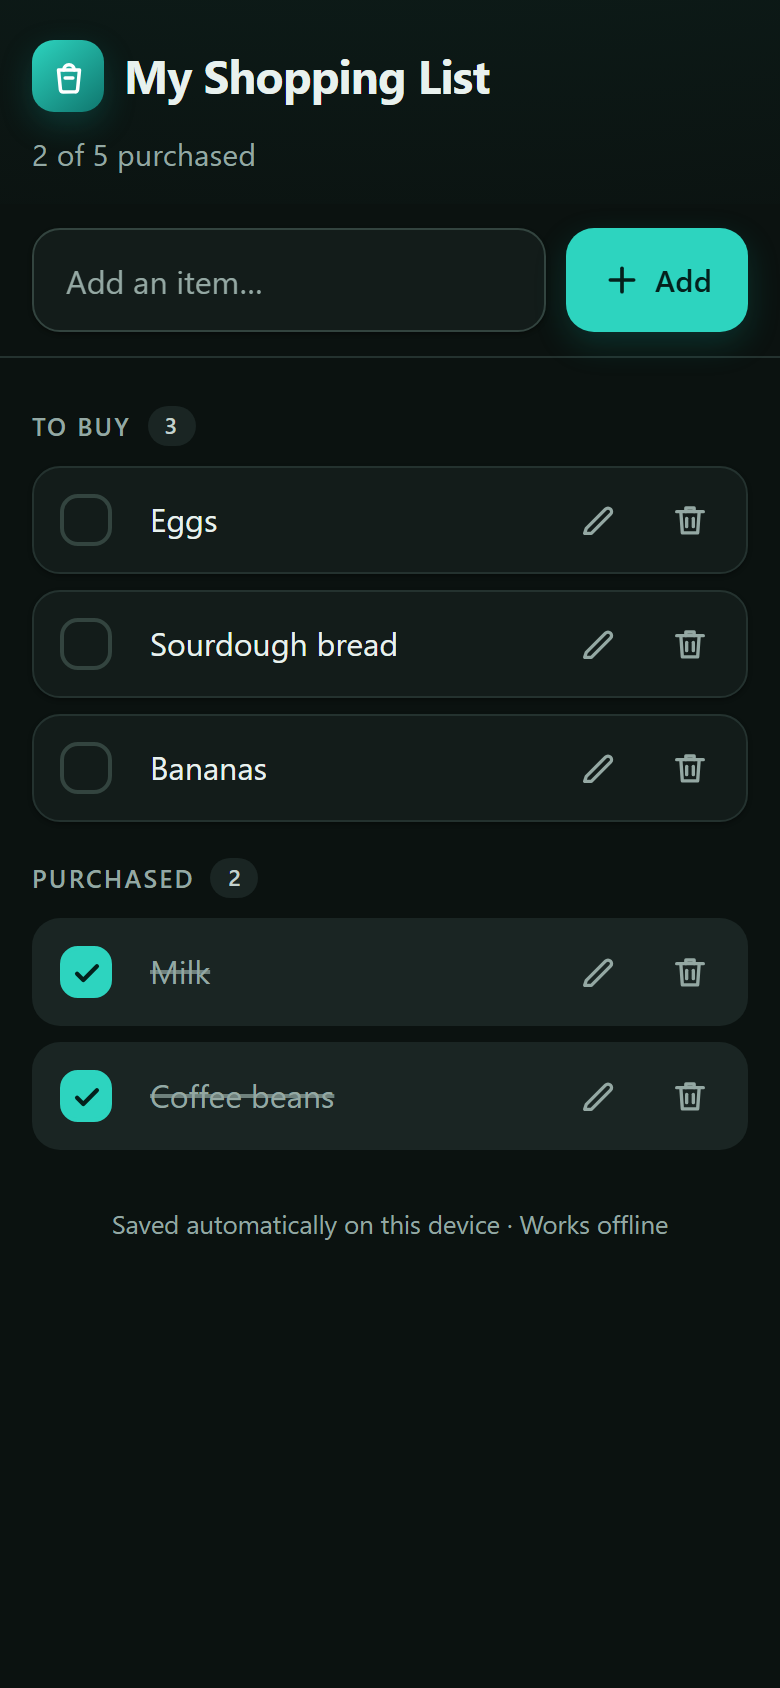 My Shopping List
2 of 5 purchased
Add an item...
Add
TO BUY 3
Eggs
Sourdough bread
Bananas
PURCHASED 2
Milk
Coffee beans
Saved automatically on this device · Works offline